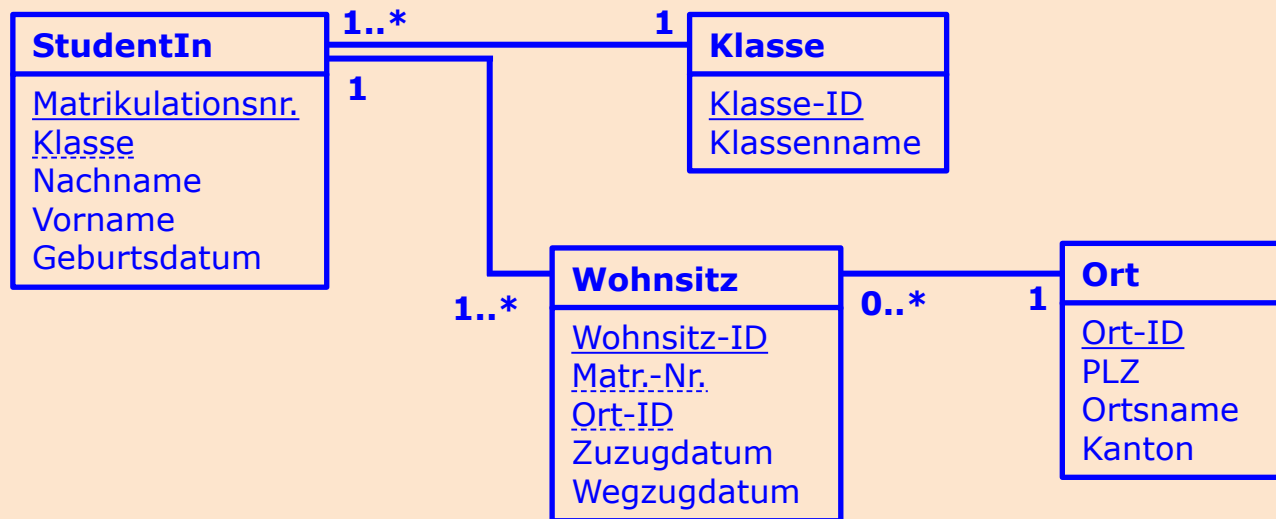 StudentIn
Matrikulationsnr.
Klasse
Nachname
Vorname
Geburtsdatum
1..*
1
1
Klasse
Klasse-ID
Klassenname
1..*
Wohnsitz
Wohnsitz-ID
Matr.-Nr.
Ort-ID
Zuzugdatum
Wegzugdatum
0..*
1
Ort
Ort-ID
PLZ
Ortsname
Kanton